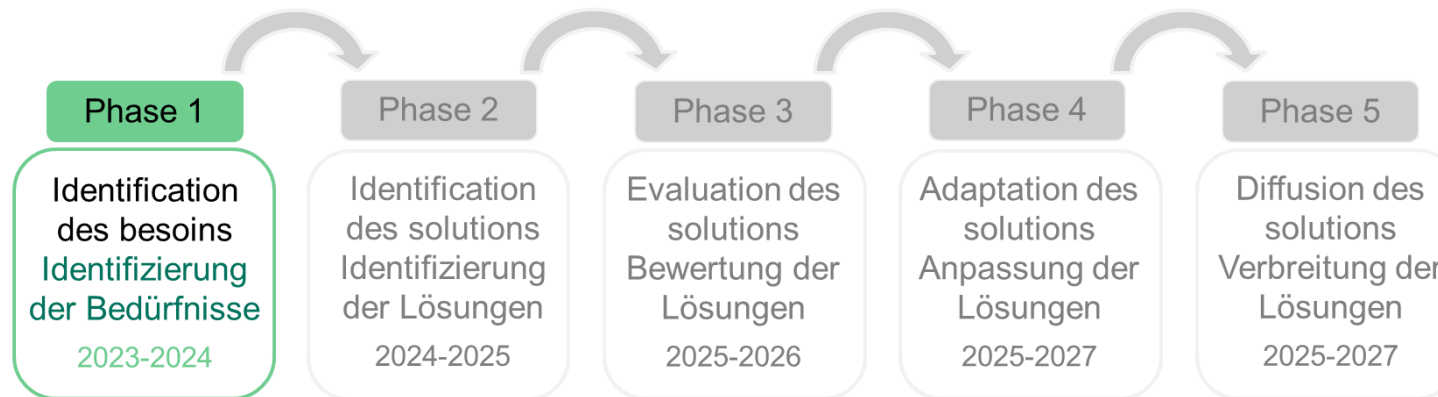 Phase 1
Identification
des besoins
Identifizierung
der Bedürfnisse
2023-2024
Phase 2
Identification
des solutions
Identifizierung
der Lösungen
2024-2025
Phase 3
Evaluation des
solutions
Bewertung der
Lösungen
2025-2026
Phase 4
Adaptation des
solutions
Anpassung der
Lösungen
2025-2027
Phase 5
Diffusion des
solutions
Verbreitung der
Lösungen
2025-2027